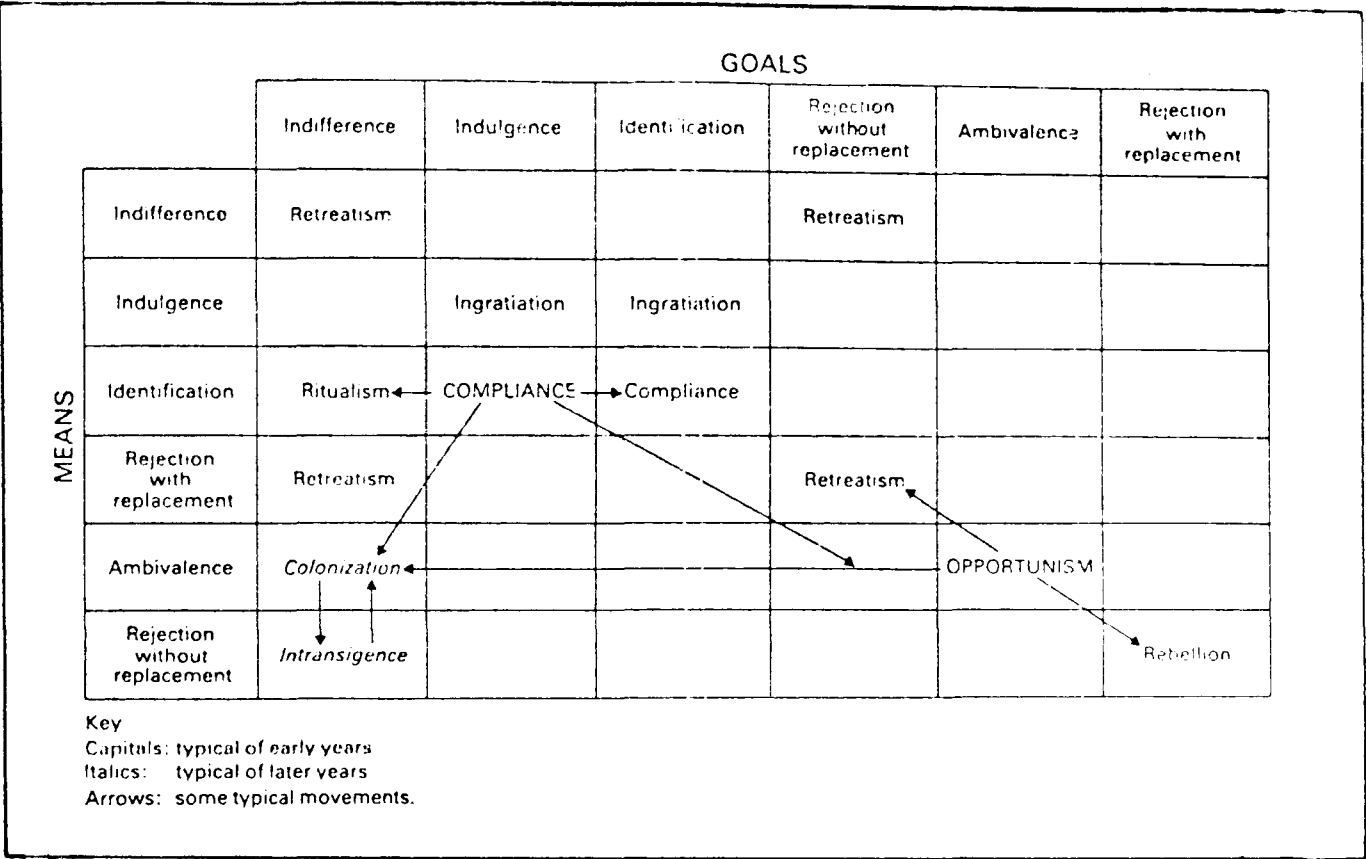 GOALS
Indifference
Indulgence
Identification
Rejection
without
replacement
Ambivalence
Rejection
with
replacement
MEANS
Indifference
Retreatism
Retreatism
Indulgence
Ingratiation
Ingratiation
Identification
Ritualism
COMPLIANCE
Compliance
Rejection
with
replacement
Retreatism
Retreatism
Ambivalence
Colonization
OPPORTUNISM
Rejection
without
replacement
Intransigence
Rebellion
Key
Capitals: typical of early years
Italics: typical of later years
Arrows: some typical movements.